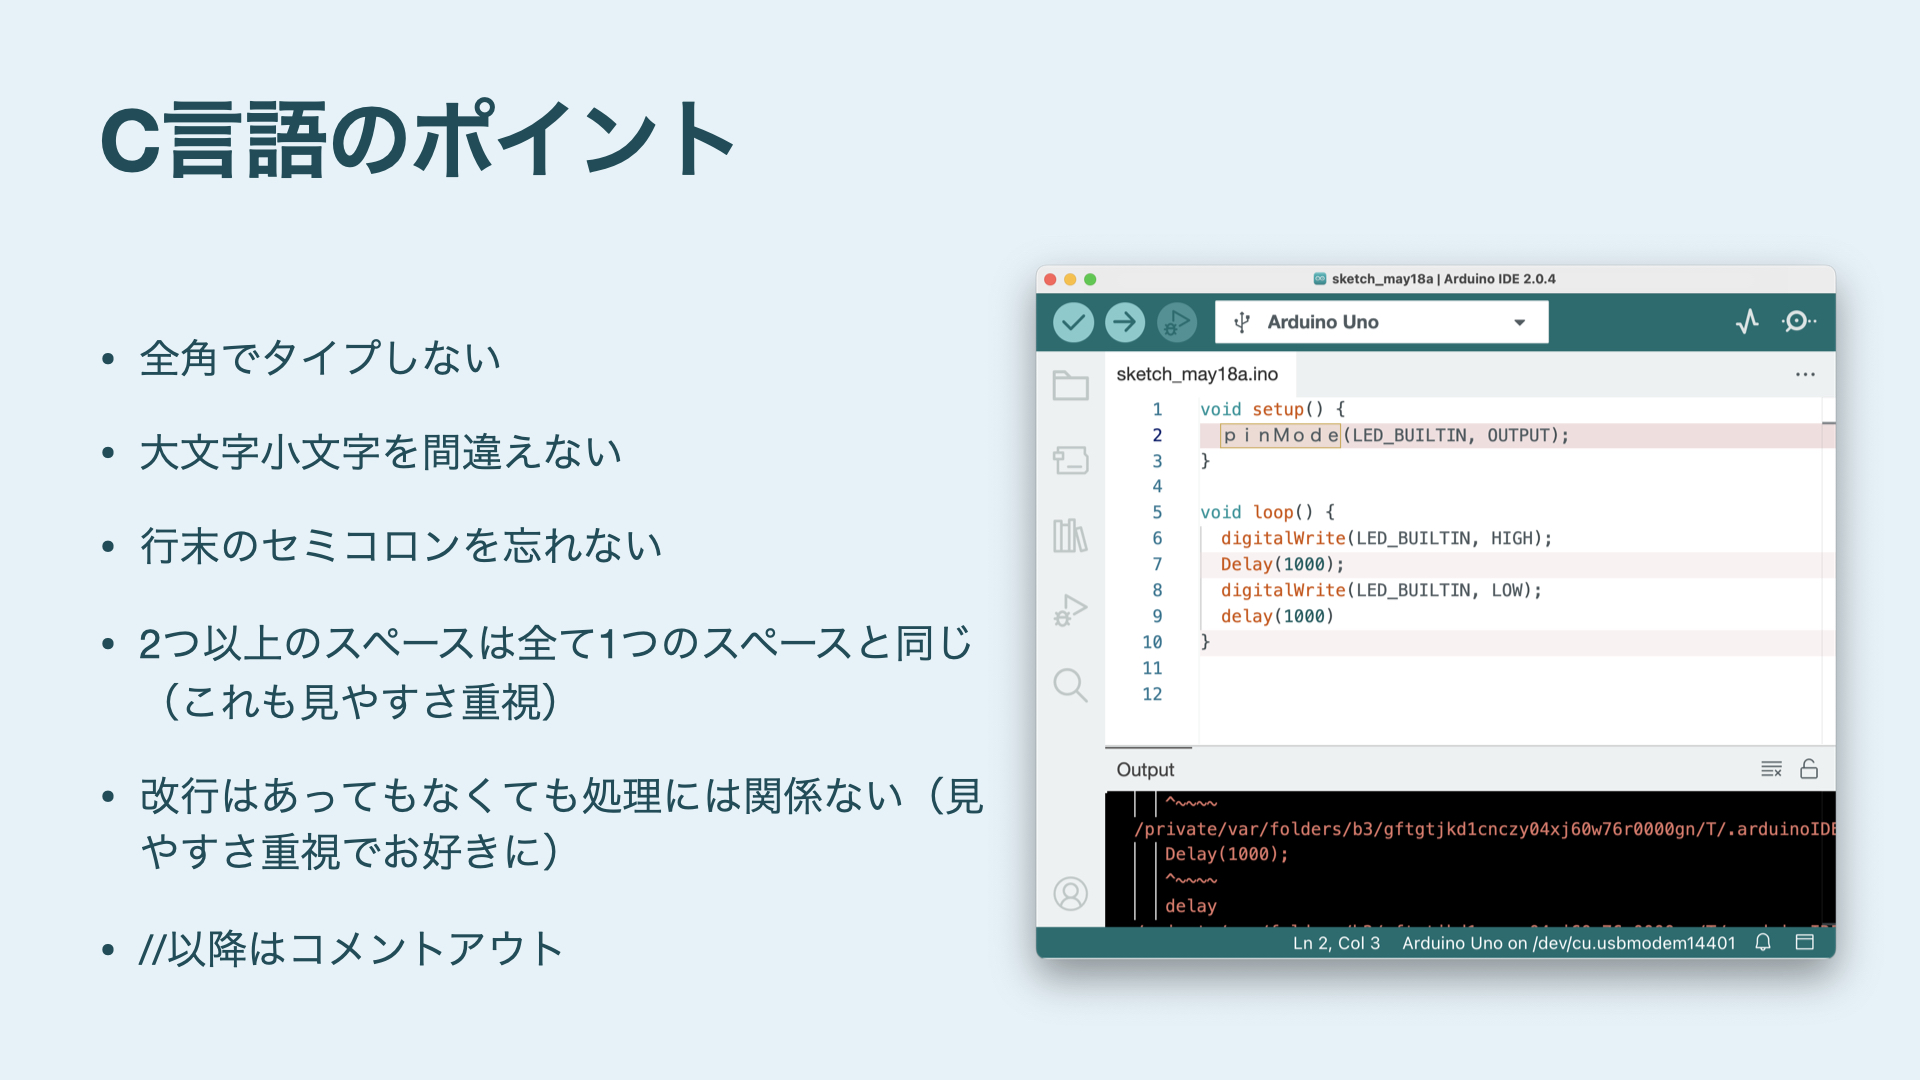 C言語のポイント
• 全角でタイプしない
• 大文字小文字を間違えない
• 行末のセミコロンを忘れない
• 2つ以上のスペースは全て1つのスペースと同じ
（これも見やすさ重視）
• 改行はあってもなくても処理には関係ない（見
やすさ重視でお好きに）
• //以降はコメントアウト
sketch_may18a | Arduino IDE 2.0.4
Arduino Uno
sketch_may18a.ino
1 void setup() {
2 ｐｉｎＭｏｄｅ(LED_BUILTIN, OUTPUT);
3 }
4
5 void loop() {
6 digitalWrite(LED_BUILTIN, HIGH);
7 Delay(1000);
8 digitalWrite(LED_BUILTIN, LOW);
9 delay(1000)
10 }
11
12
Output
^~~~~
/private/var/folders/b3/gftgtjkd1cnczy04xj60w76r0000gn/T/.arduinoIDE
Delay(1000);
^~~~~
delay
Ln 2, Col 3 Arduino Uno on /dev/cu.usbmodem14401